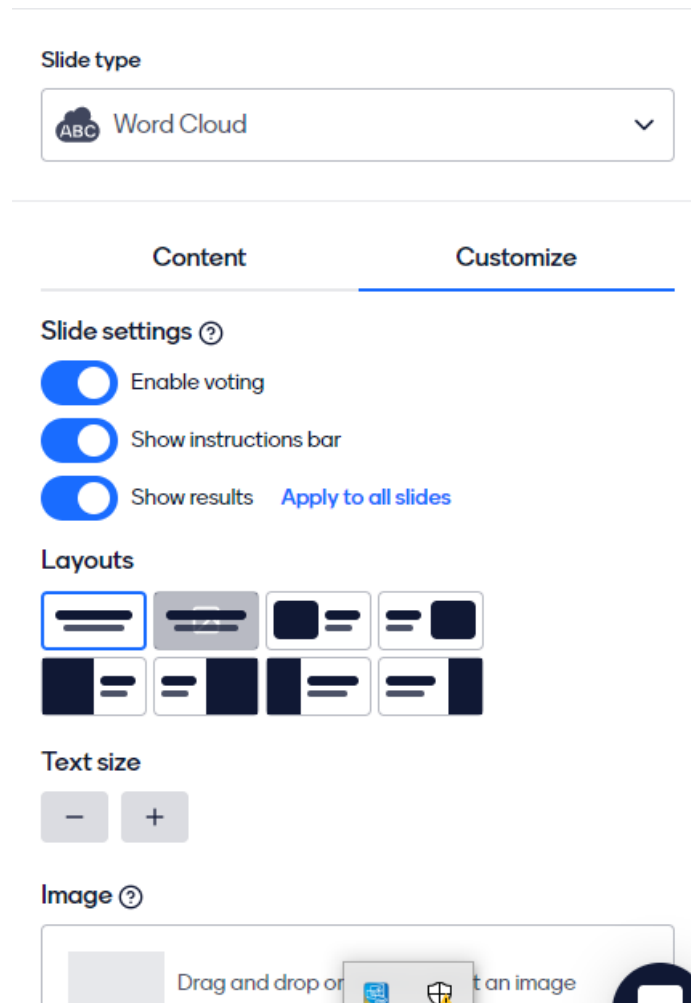 Slide type
ABC Word Cloud
Content Customize
Slide settings ?
Enable voting
Show instructions bar
Show results Apply to all slides
Layouts
Text size
− +
Image ?
Drag and drop or t an image